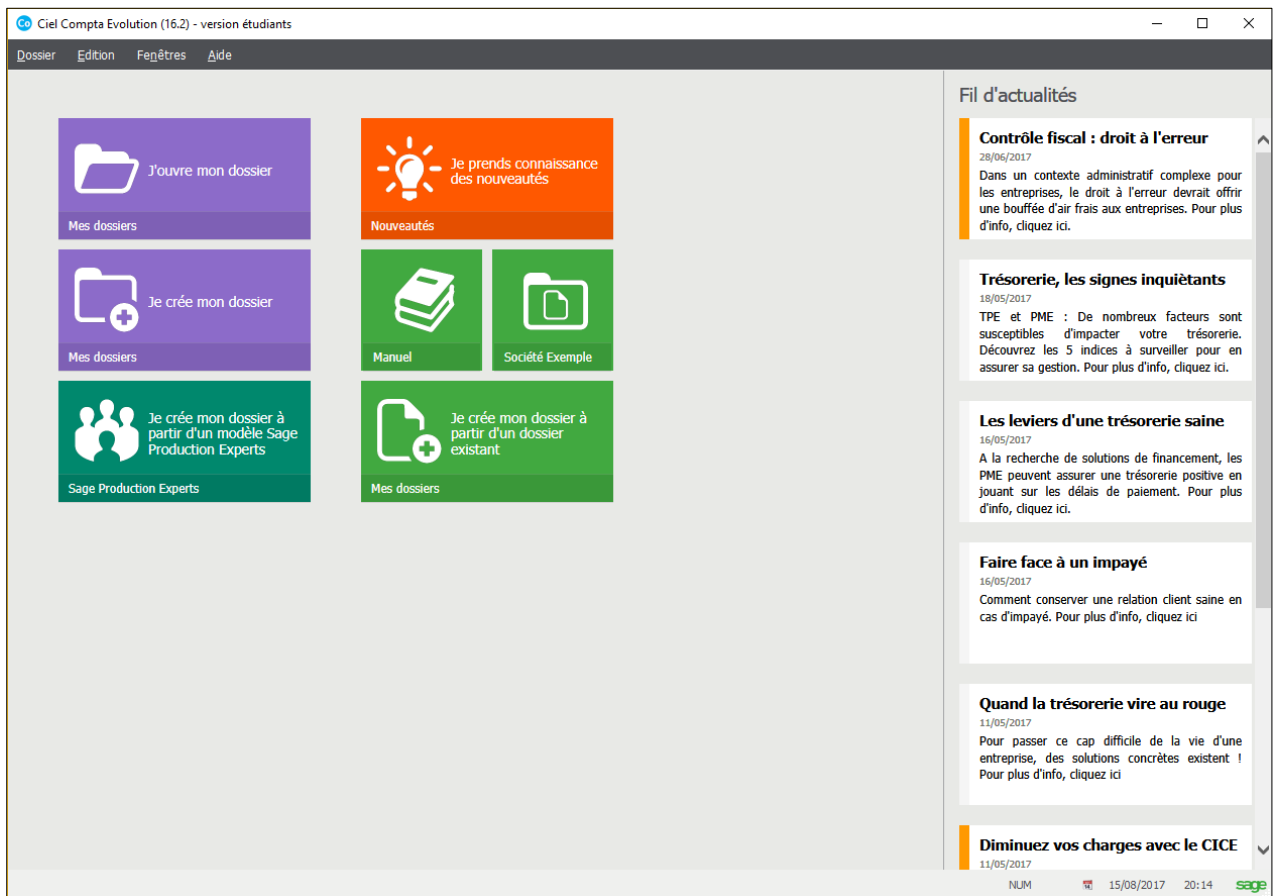 Co Ciel Compta Evolution (16.2) - version étudiants
Dossier Edition Fenêtres Aide
J'ouvre mon dossier
Mes dossiers
Je prends connaissance
des nouveautés
Nouveautés
Je crée mon dossier
Mes dossiers
Manuel
Société Exemple
Je crée mon dossier à
partir d'un modèle Sage
Production Experts
Sage Production Experts
Je crée mon dossier à
partir d'un dossier
existant
Mes dossiers
Fil d'actualités
Contrôle fiscal : droit à l'erreur
28/06/2017
Dans un contexte administratif complexe pour
les entreprises, le droit à l'erreur devrait offrir
une bouffée d'air frais aux entreprises. Pour plus
d'info, cliquez ici.
Trésorerie, les signes inquiètants
18/05/2017
TPE et PME : De nombreux facteurs sont
susceptibles d'impacter votre trésorerie.
Découvrez les 5 indices à surveiller pour en
assurer sa gestion. Pour plus d'info, cliquez ici.
Les leviers d'une trésorerie saine
16/05/2017
A la recherche de solutions de financement, les
PME peuvent assurer une trésorerie positive en
jouant sur les délais de paiement. Pour plus
d'info, cliquez ici.
Faire face à un impayé
16/05/2017
Comment conserver une relation client saine en
cas d'impayé. Pour plus d'info, cliquez ici
Quand la trésorerie vire au rouge
11/05/2017
Pour passer ce cap difficile de la vie d'une
entreprise, des solutions concrètes existent !
Pour plus d'info, cliquez ici
Diminuez vos charges avec le CICE
11/05/2017
NUM 15/08/2017 20:14 sage